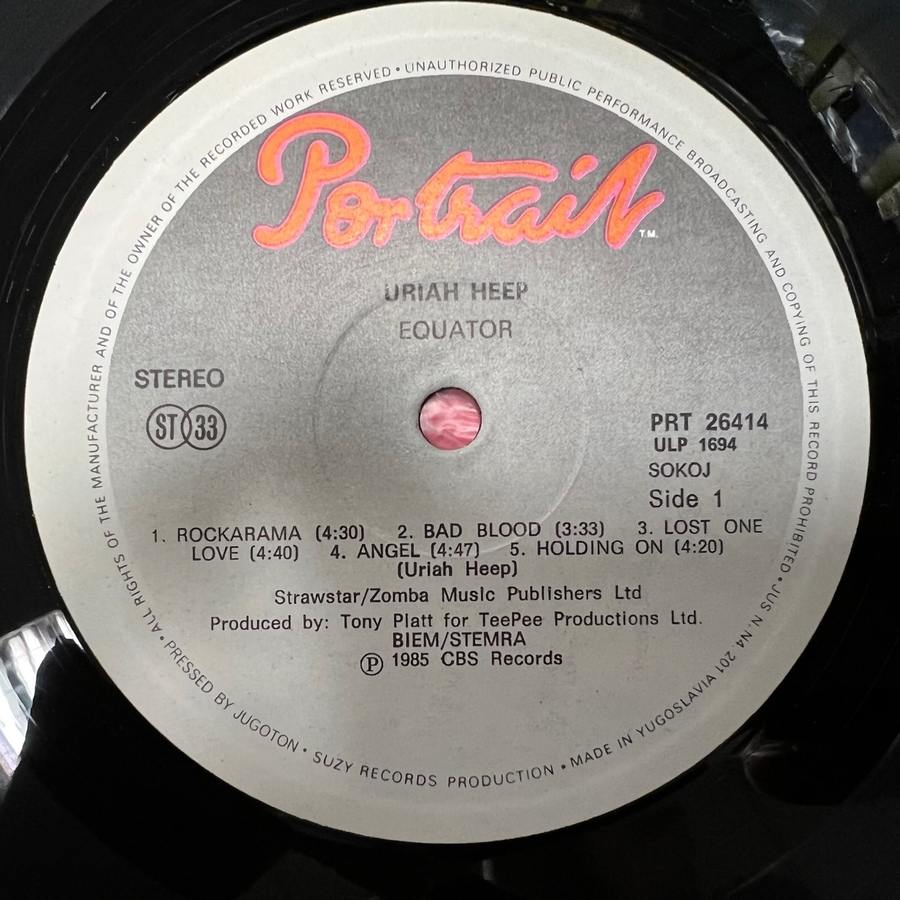 ALL RIGHTS OF THE MANUFACTURER AND OF THE OWNER OF THE RECORDED WORK RESERVED • UNAUTHORIZED PUBLIC PERFORMANCE BROADCASTING AND COPYING OF THIS RECORD PROHIBITED • JUS N. N4 201 MADE IN YUGOSLAVIA • SUZY RECORDS PRODUCTION • PRESSED BY JUGOTON •
Portrait
T.M.
URIAH HEEP
EQUATOR
STEREO
ST 33
PRT 26414
ULP 1694
SOKOJ
Side 1
1. ROCKARAMA (4:30) 2. BAD BLOOD (3:33) 3. LOST ONE
LOVE (4:40) 4. ANGEL (4:47) 5. HOLDING ON (4:20)
(Uriah Heep)
Strawstar/Zomba Music Publishers Ltd
Produced by: Tony Platt for TeePee Productions Ltd.
BIEM/STEMRA
Ⓟ 1985 CBS Records